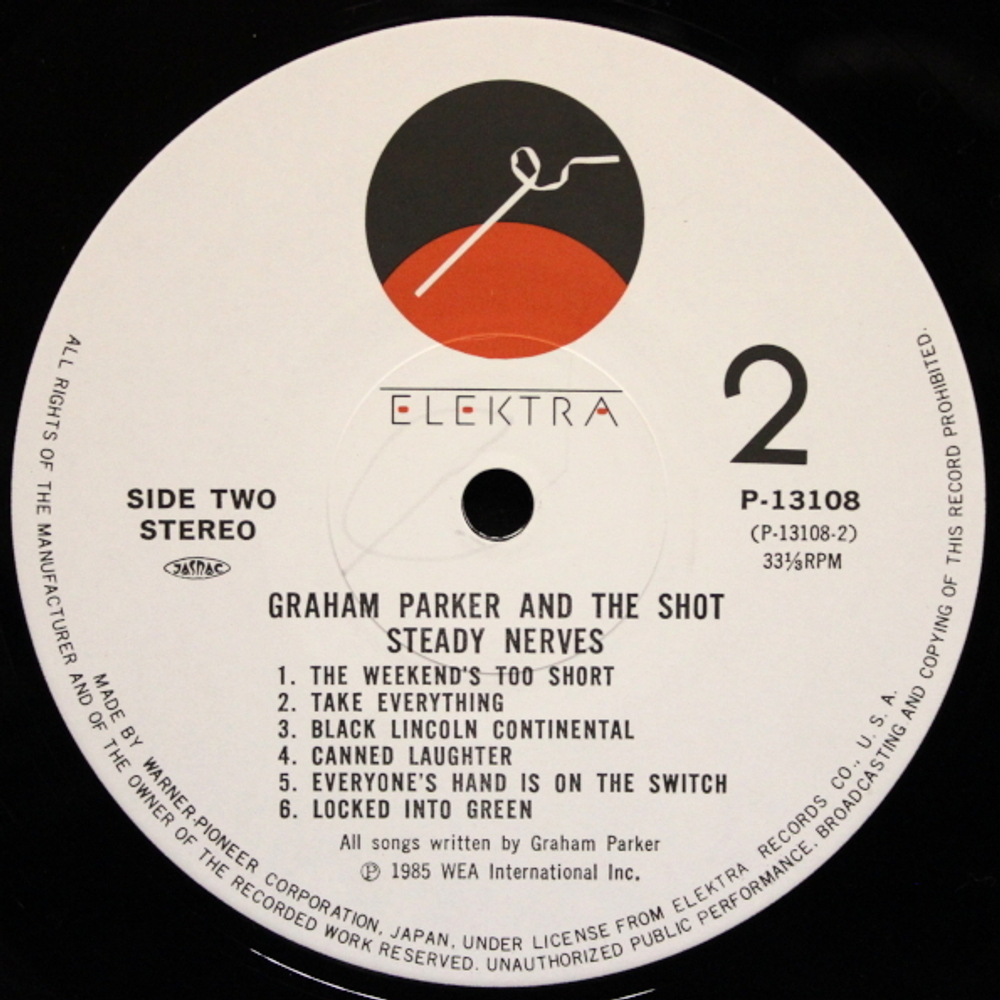 ELEKTRA
2
SIDE TWO
STEREO
JASRAC
P-13108
(P-13108-2)
33⅓RPM
GRAHAM PARKER AND THE SHOT
STEADY NERVES
1. THE WEEKEND'S TOO SHORT
2. TAKE EVERYTHING
3. BLACK LINCOLN CONTINENTAL
4. CANNED LAUGHTER
5. EVERYONE'S HAND IS ON THE SWITCH
6. LOCKED INTO GREEN
All songs written by Graham Parker
Ⓟ 1985 WEA International Inc.
MADE BY WARNER-PIONEER CORPORATION, JAPAN, UNDER LICENSE FROM ELEKTRA RECORDS CO., U. S. A.
ALL RIGHTS OF THE MANUFACTURER AND OF THE OWNER OF THE RECORDED WORK RESERVED. UNAUTHORIZED PUBLIC PERFORMANCE, BROADCASTING AND COPYING OF THIS RECORD PROHIBITED.